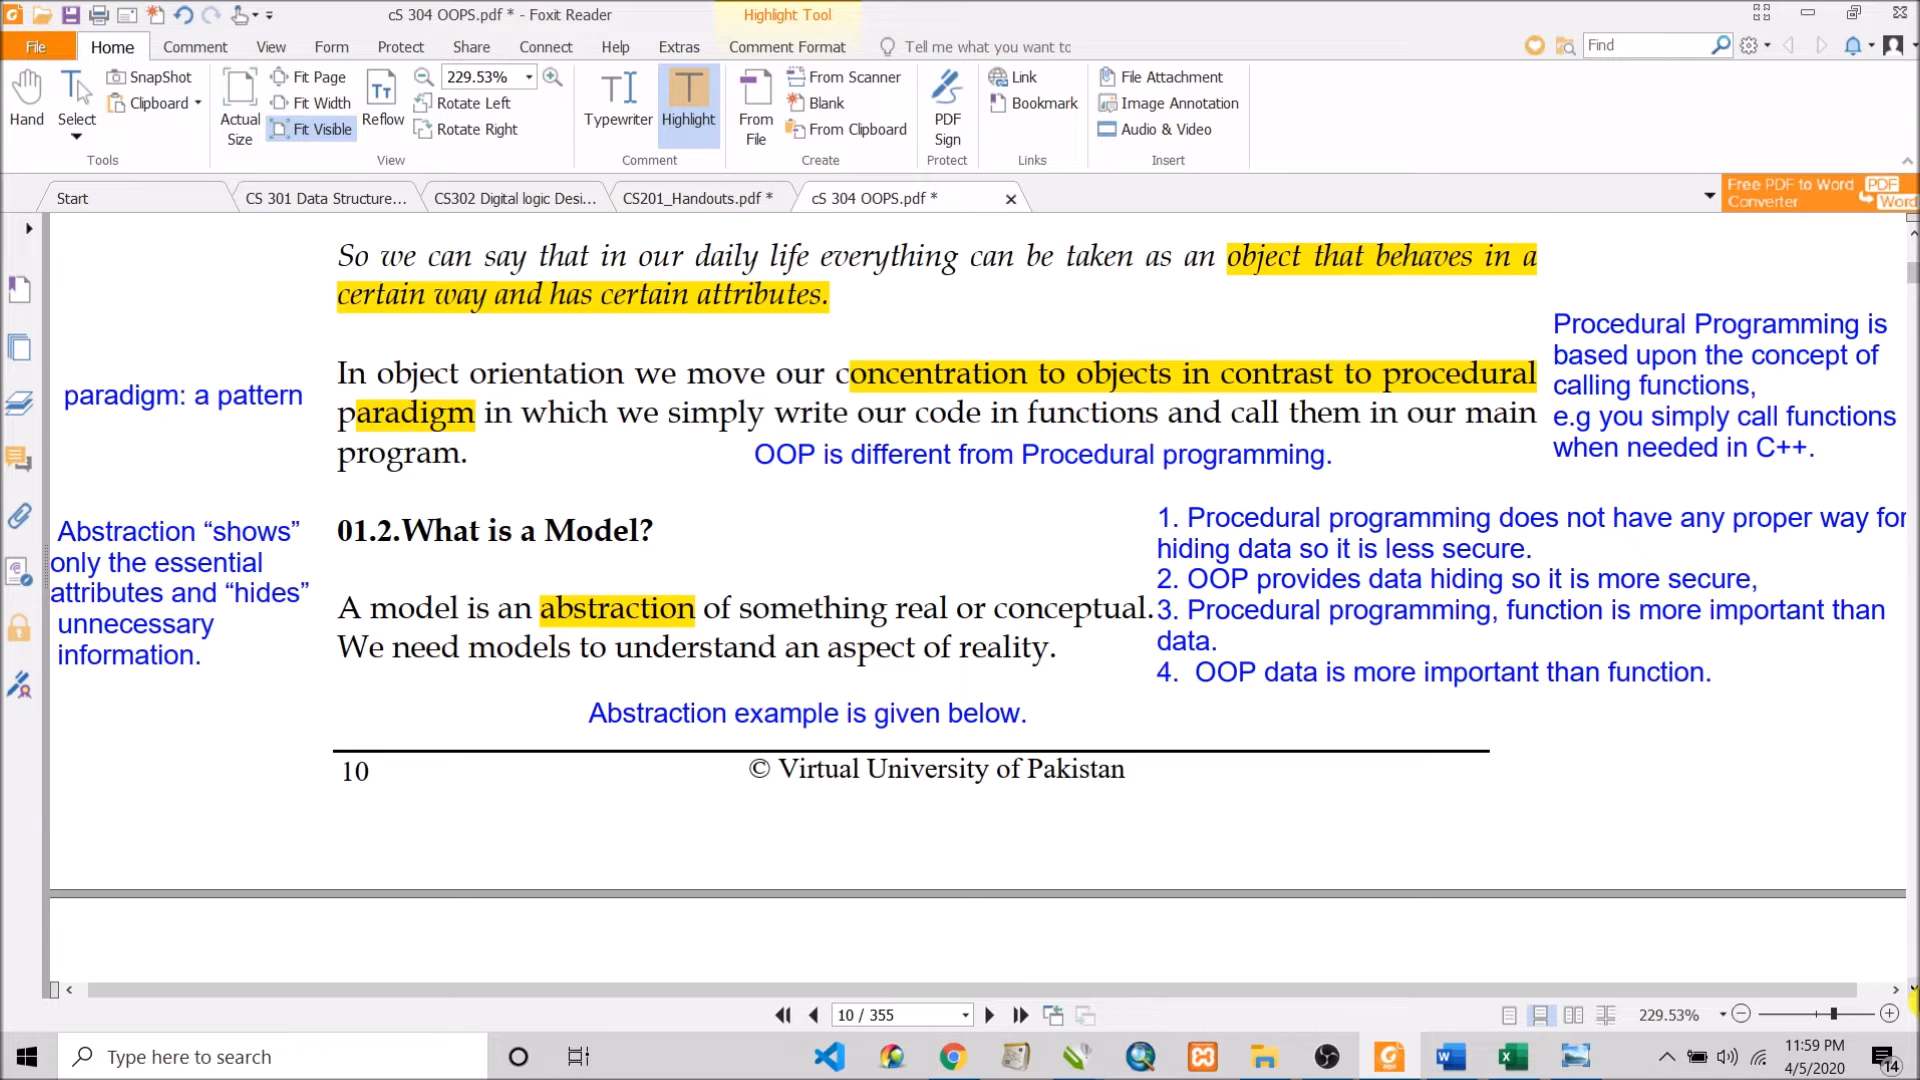 cS 304 OOPS.pdf * - Foxit Reader
Highlight Tool
File
Home
Comment
View
Form
Protect
Share
Connect
Help
Extras
Comment Format
Tell me what you want to
Find
Hand
Select
SnapShot
Clipboard
Tools
Actual
Size
Fit Page
Fit Width
Fit Visible
Reflow
229.53%
Rotate Left
Rotate Right
View
Typewriter
Highlight
Comment
From
File
From Scanner
Blank
From Clipboard
Create
PDF
Sign
Protect
Link
Bookmark
Links
File Attachment
Image Annotation
Audio & Video
Insert
Start
CS 301 Data Structure...
CS302 Digital logic Desi...
CS201_Handouts.pdf *
cS 304 OOPS.pdf *
Free PDF to Word
Converter
PDF
Word
So we can say that in our daily life everything can be taken as an object that behaves in a
certain way and has certain attributes.
Procedural Programming is
based upon the concept of
calling functions,
e.g you simply call functions
when needed in C++.
paradigm: a pattern
In object orientation we move our concentration to objects in contrast to procedural
paradigm in which we simply write our code in functions and call them in our main
program.
OOP is different from Procedural programming.
Abstraction “shows”
only the essential
attributes and “hides”
unnecessary
information.
01.2.What is a Model?
1. Procedural programming does not have any proper way for
hiding data so it is less secure.
2. OOP provides data hiding so it is more secure,
3. Procedural programming, function is more important than
data.
4. OOP data is more important than function.
A model is an abstraction of something real or conceptual.
We need models to understand an aspect of reality.
Abstraction example is given below.
10
© Virtual University of Pakistan
10 / 355
229.53%
Type here to search
11:59 PM
4/5/2020
14